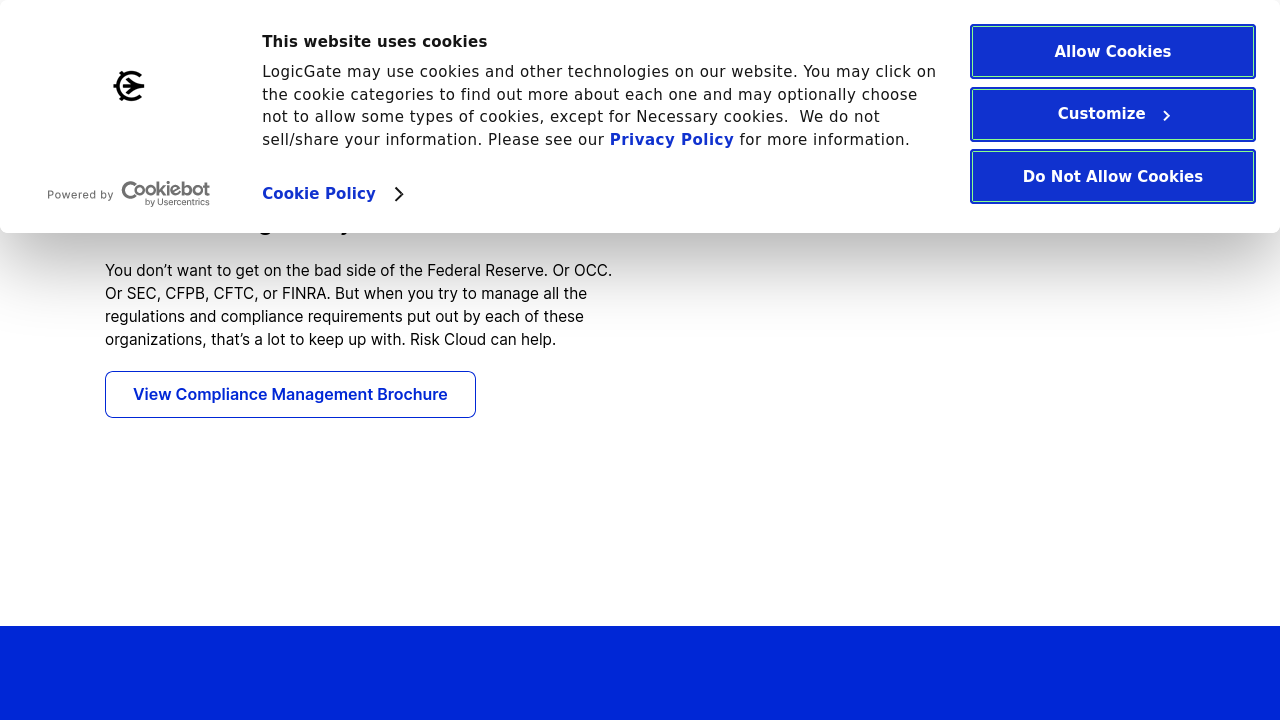 This website uses cookies
LogicGate may use cookies and other technologies on our website. You may click on
the cookie categories to find out more about each one and may optionally choose
not to allow some types of cookies, except for Necessary cookies.  We do not
sell/share your information. Please see our Privacy Policy for more information.
Cookie Policy
Powered by Cookiebot
by Usercentrics
Allow Cookies
Customize
Do Not Allow Cookies
You don’t want to get on the bad side of the Federal Reserve. Or OCC.
Or SEC, CFPB, CFTC, or FINRA. But when you try to manage all the
regulations and compliance requirements put out by each of these
organizations, that’s a lot to keep up with. Risk Cloud can help.
View Compliance Management Brochure